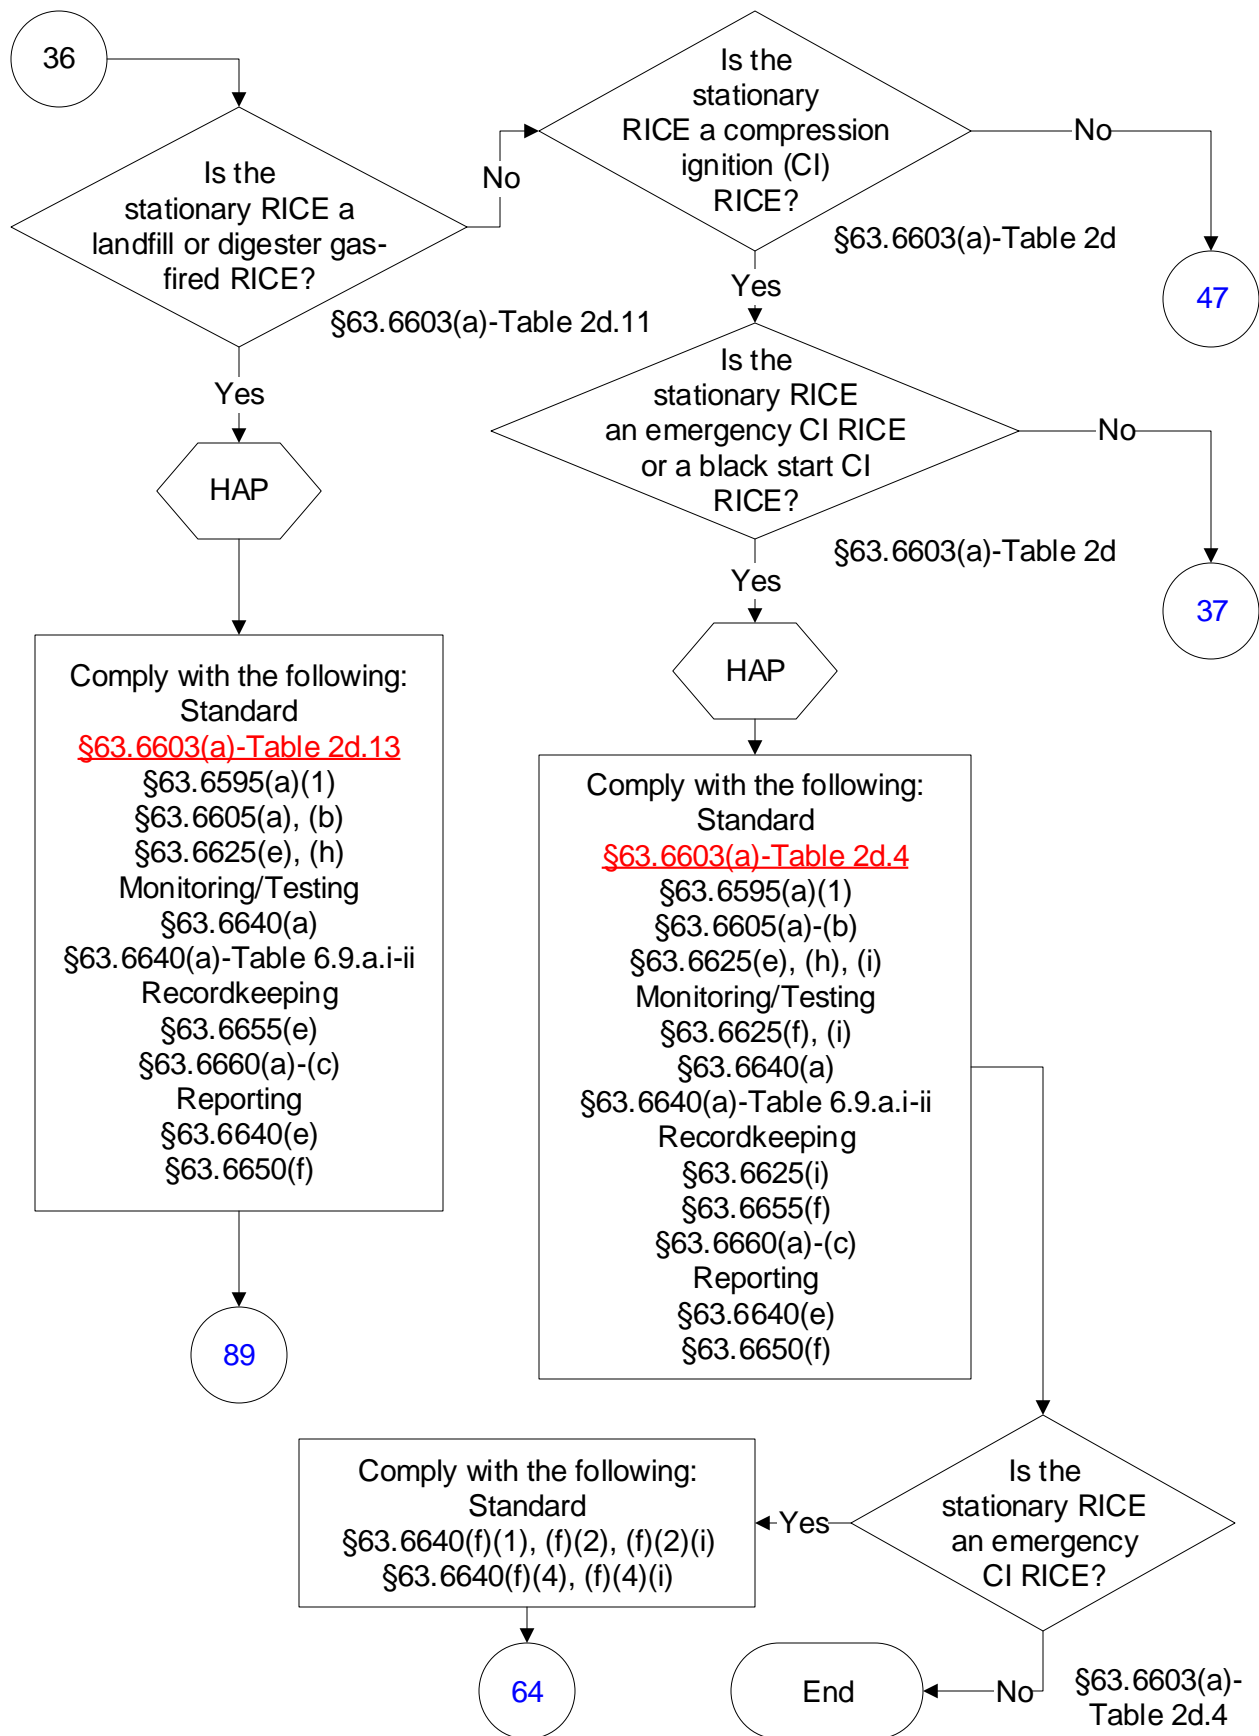 36
Is the
stationary RICE a
landfill or digester gas-
fired RICE?
§63.6603(a)-Table 2d.11
No
Yes
HAP
Comply with the following:
Standard
§63.6603(a)-Table 2d.13
§63.6595(a)(1)
§63.6605(a), (b)
§63.6625(e), (h)
Monitoring/Testing
§63.6640(a)
§63.6640(a)-Table 6.9.a.i-ii
Recordkeeping
§63.6655(e)
§63.6660(a)-(c)
Reporting
§63.6640(e)
§63.6650(f)
89
Is the
stationary
RICE a compression
ignition (CI)
RICE?
§63.6603(a)-Table 2d
No
47
Yes
Is the
stationary RICE
an emergency CI RICE
or a black start CI
RICE?
§63.6603(a)-Table 2d
No
37
Yes
HAP
Comply with the following:
Standard
§63.6603(a)-Table 2d.4
§63.6595(a)(1)
§63.6605(a)-(b)
§63.6625(e), (h), (i)
Monitoring/Testing
§63.6625(f), (i)
§63.6640(a)
§63.6640(a)-Table 6.9.a.i-ii
Recordkeeping
§63.6625(i)
§63.6655(f)
§63.6660(a)-(c)
Reporting
§63.6640(e)
§63.6650(f)
Is the
stationary RICE
an emergency
CI RICE?
§63.6603(a)-
Table 2d.4
Yes
Comply with the following:
Standard
§63.6640(f)(1), (f)(2), (f)(2)(i)
§63.6640(f)(4), (f)(4)(i)
64
No
End